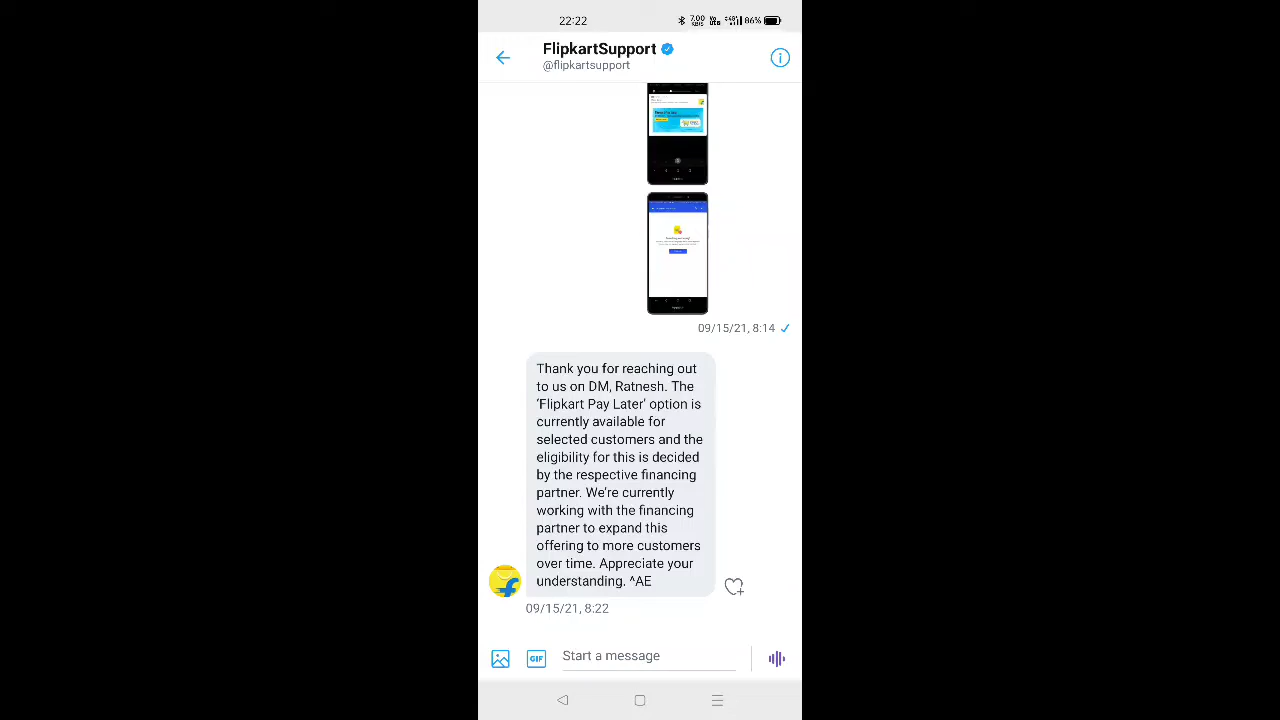 22:22
7.00
86%
FlipkartSupport
@flipkartsupport
09/15/21, 8:14
Thank you for reaching out
to us on DM, Ratnesh. The
‘Flipkart Pay Later’ option is
currently available for
selected customers and the
eligibility for this is decided
by the respective financing
partner. We're currently
working with the financing
partner to expand this
offering to more customers
over time. Appreciate your
understanding. ^AE
09/15/21, 8:22
GIF
Start a message